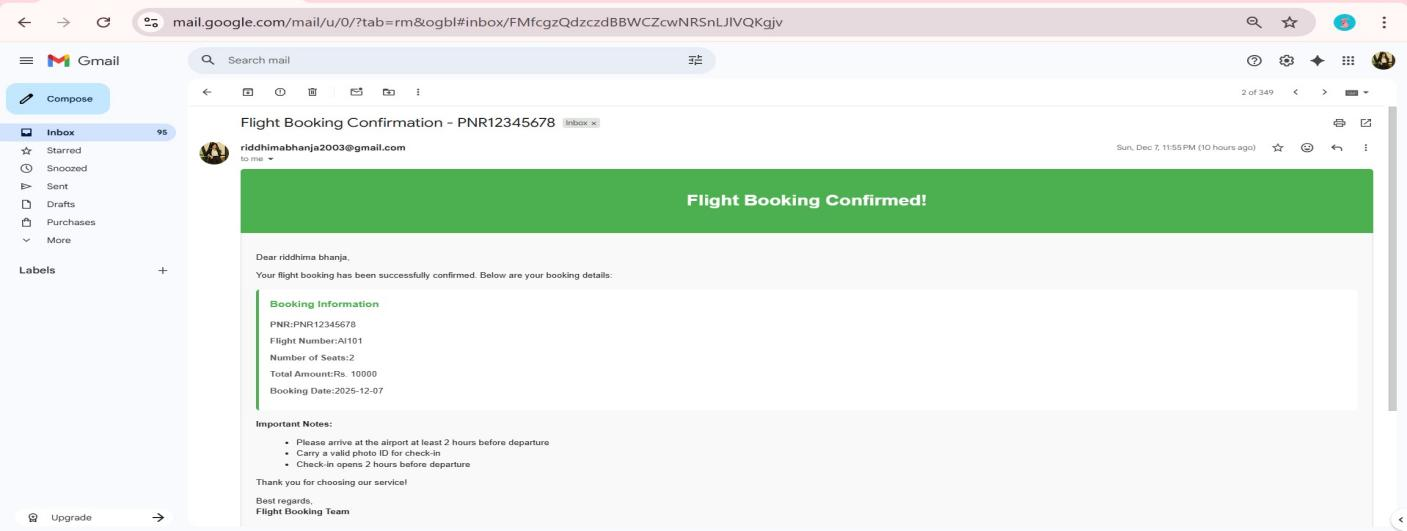 mail.google.com/mail/u/0/?tab=rm&ogbl#inbox/FMfcgzQdzczdBBWCZcwNRSnLJlVQKgjv
Gmail
Search mail
Compose
2 of 349
Inbox 95
Starred
Snoozed
Sent
Drafts
Purchases
More
Labels
Upgrade
Flight Booking Confirmation - PNR12345678 Inbox x
riddhimabhanja2003@gmail.com Sun, Dec 7, 11:55 PM (10 hours ago)
to me
Flight Booking Confirmed!
Dear riddhima bhanja,
Your flight booking has been successfully confirmed. Below are your booking details:
Booking Information
PNR:PNR12345678
Flight Number:AI101
Number of Seats:2
Total Amount:Rs. 10000
Booking Date:2025-12-07
Important Notes:
• Please arrive at the airport at least 2 hours before departure
• Carry a valid photo ID for check-in
• Check-in opens 2 hours before departure
Thank you for choosing our service!
Best regards,
Flight Booking Team